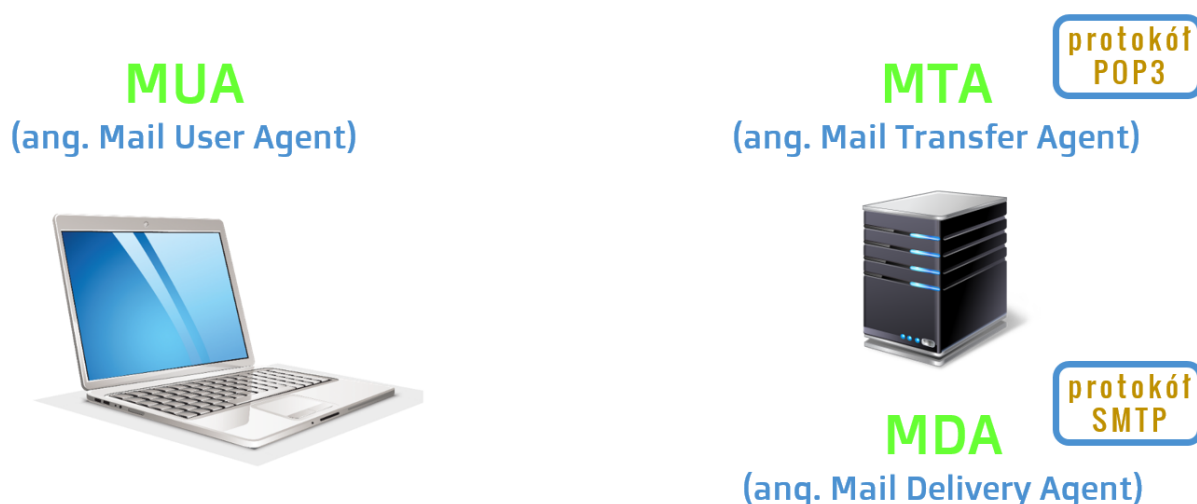 MUA
(ang. Mail User Agent)
MTA
(ang. Mail Transfer Agent)
protokół
POP3
MDA
(ang. Mail Delivery Agent)
protokół
SMTP